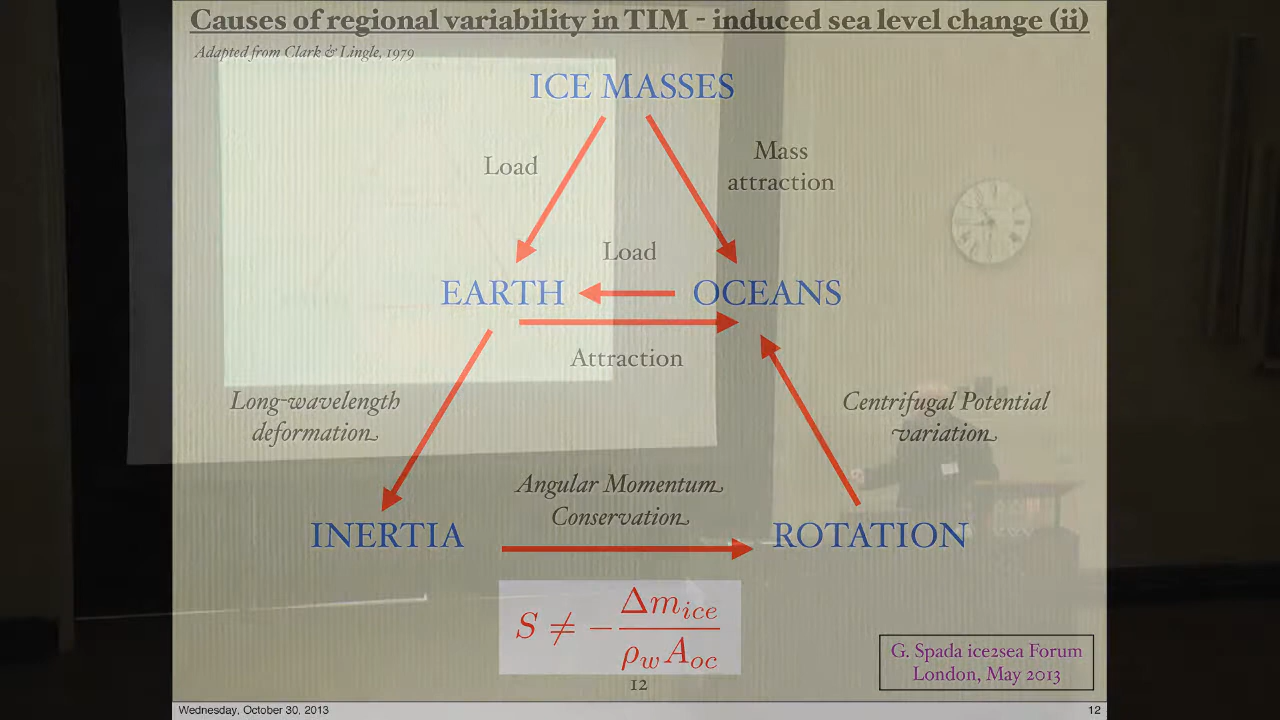 Causes of regional variability in TIM - induced sea level change (ii)
Adapted from Clark & Lingle, 1979
ICE MASSES
Load
Mass
attraction
Load
EARTH
OCEANS
Attraction
Long-wavelength
deformation
Centrifugal Potential
variation
Angular Momentum
Conservation
INERTIA
ROTATION
S ≠ - Δm_ice / ρ_w A_oc
12
G. Spada ice2sea Forum
London, May 2013
Wednesday, October 30, 2013
12